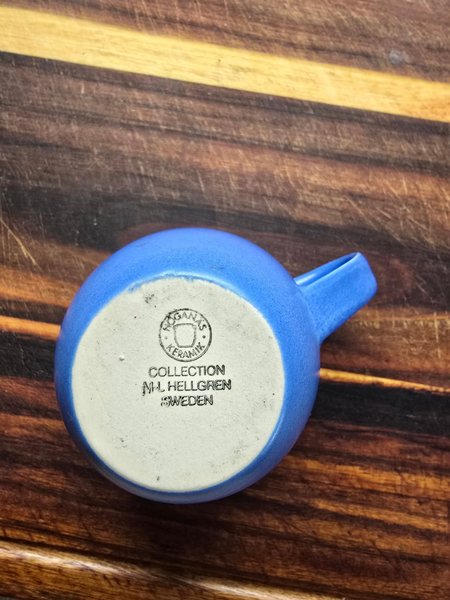 HÖGANÄS
KERAMIK
COLLECTION
M-L HELLGREN
SWEDEN